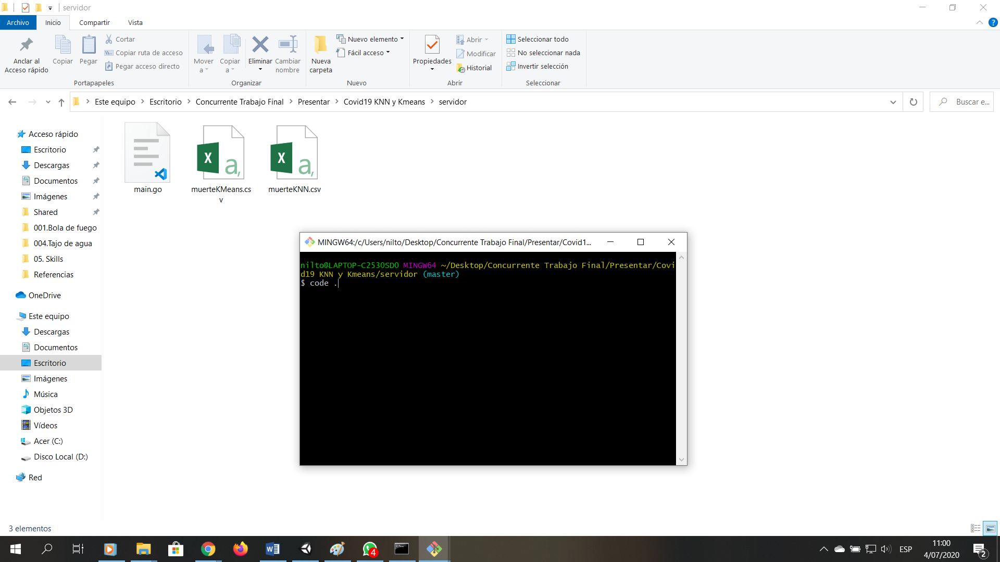 servidor
Archivo Inicio Compartir Vista
Anclar al
Acceso rápido
Copiar
Pegar
Cortar
Copiar ruta de acceso
Pegar acceso directo
Portapapeles
Mover
a
Copiar
a
Eliminar
Cambiar
nombre
Organizar
Nueva
carpeta
Nuevo elemento
Fácil acceso
Nuevo
Propiedades
Abrir
Modificar
Historial
Abrir
Seleccionar todo
No seleccionar nada
Invertir selección
Seleccionar
Este equipo > Escritorio > Concurrente Trabajo Final > Presentar > Covid19 KNN y Kmeans > servidor
Buscar e...
Acceso rápido
Escritorio
Descargas
Documentos
Imágenes
Shared
001.Bola de fuego
004.Tajo de agua
05. Skills
Referencias
OneDrive
Este equipo
Descargas
Documentos
Escritorio
Imágenes
Música
Objetos 3D
Vídeos
Acer (C:)
Disco Local (D:)
Red
main.go
muerteKMeans.cs
v
muerteKNN.csv
MINGW64:/c/Users/nilto/Desktop/Concurrente Trabajo Final/Presentar/Covid1...
nilto@LAPTOP-C253OSDO MINGW64 ~/Desktop/Concurrente Trabajo Final/Presentar/Covi
d19 KNN y Kmeans/servidor (master)
$ code .
3 elementos
4
ESP
11:00
4/07/2020
2